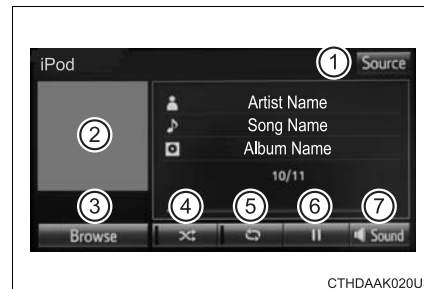 iPod
① Source
Artist Name
② Song Name
Album Name
10/11
③ ④ ⑤ ⑥ ⑦
Browse Sound
CTHDAAK020U